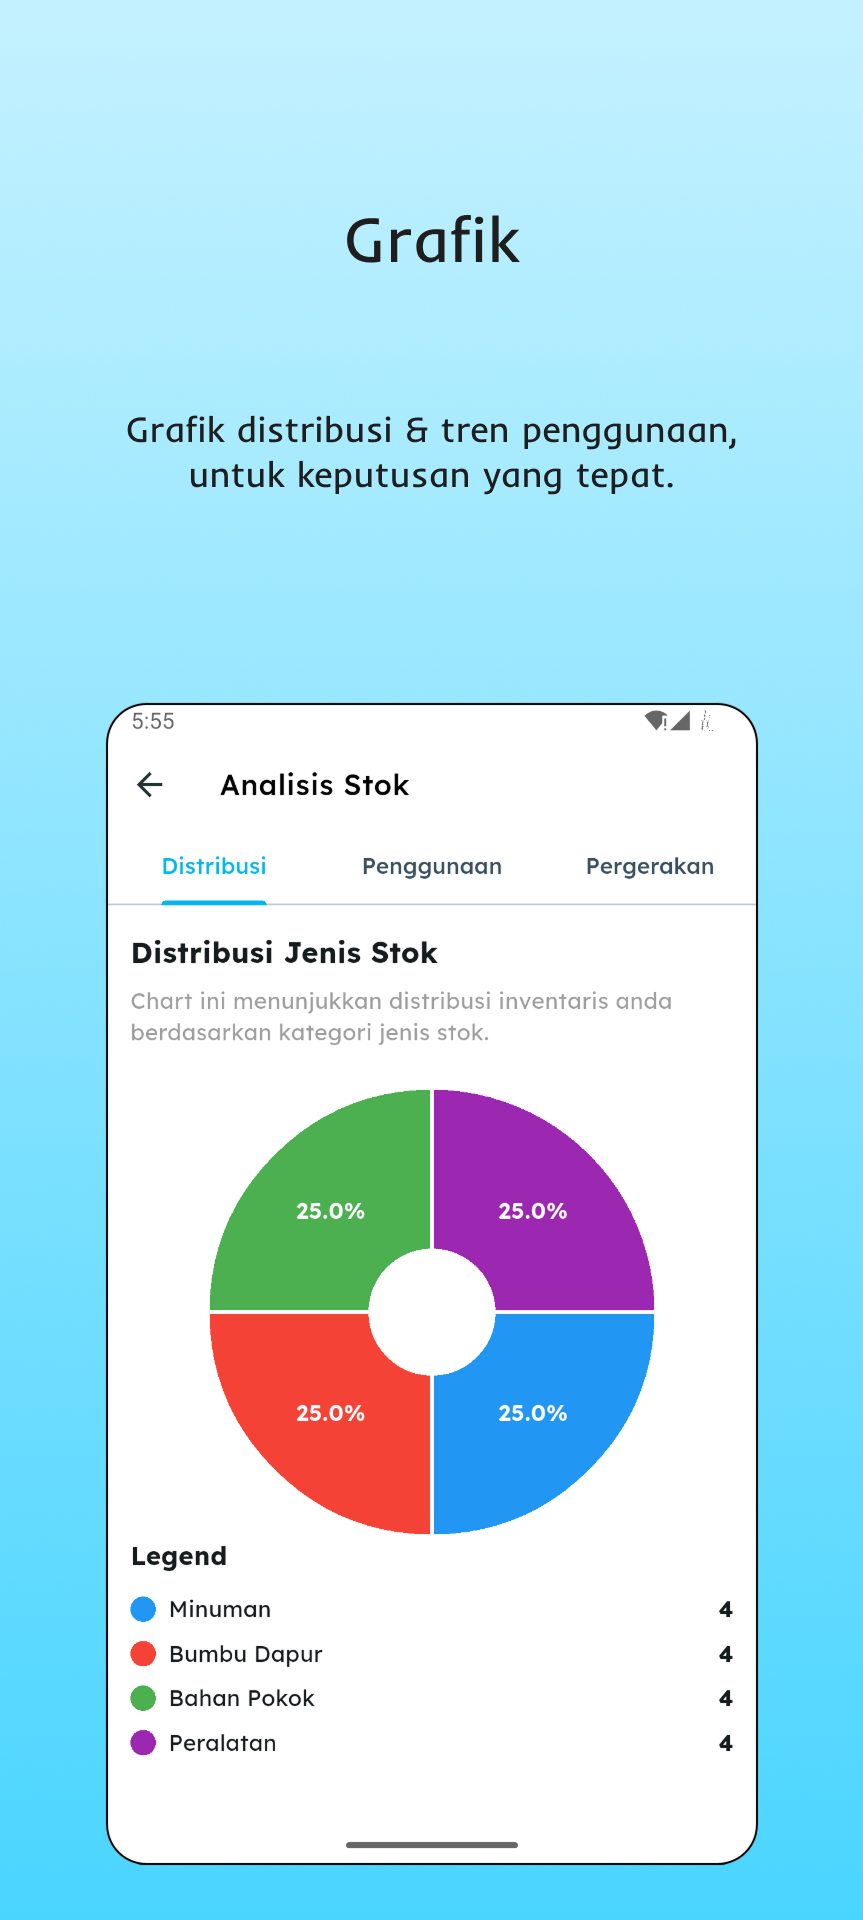 Grafik
Grafik distribusi & tren penggunaan,
untuk keputusan yang tepat.
5:55
Analisis Stok
Distribusi Penggunaan Pergerakan
Distribusi Jenis Stok
Chart ini menunjukkan distribusi inventaris anda
berdasarkan kategori jenis stok.
25.0% 25.0%
25.0% 25.0%
Legend
Minuman 4
Bumbu Dapur 4
Bahan Pokok 4
Peralatan 4